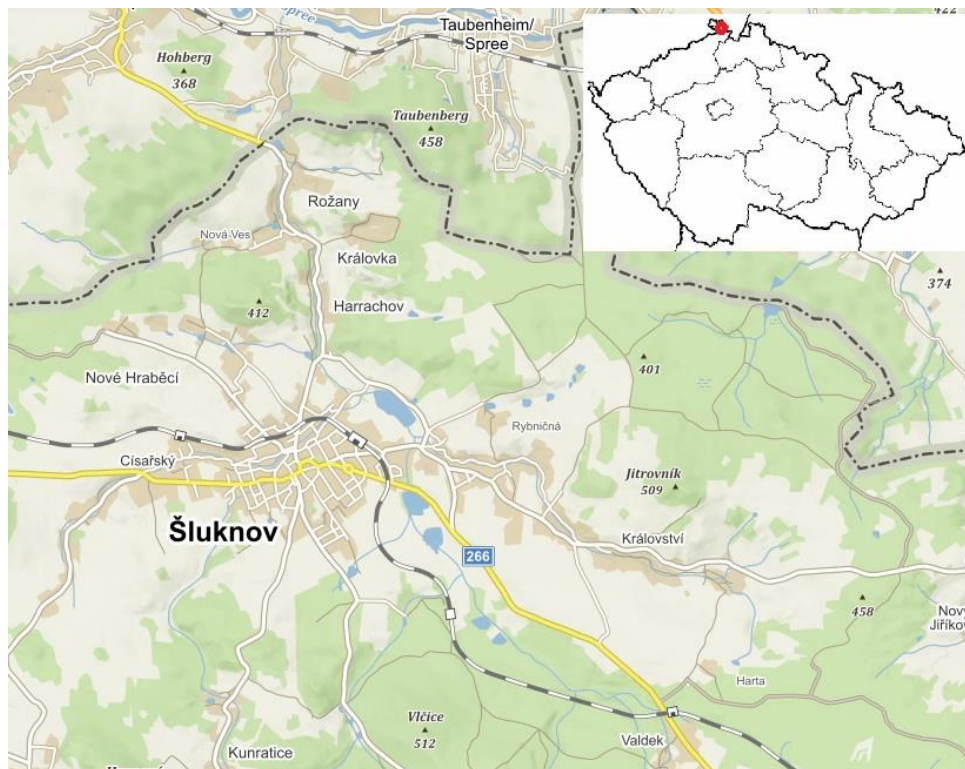 Spree
Taubenheim/
Spree
Hohberg
368
Taubenberg
458
Rožany
Nová Ves
Královka
374
412
Harrachov
401
Nové Hraběcí
Rybničná
Císařský
Jitrovník
509
Šluknov
Království
266
458
Nový
Jiříkov
Harta
Vlčice
512
Valdek
Kunratice